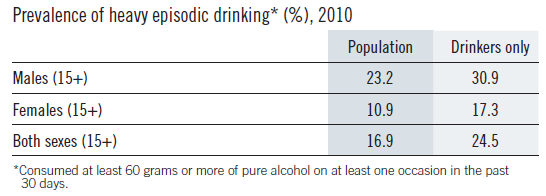 Prevalence of heavy episodic drinking* (%), 2010
Population Drinkers only
Males (15+) 23.2 30.9
Females (15+) 10.9 17.3
Both sexes (15+) 16.9 24.5
*Consumed at least 60 grams or more of pure alcohol on at least one occasion in the past
30 days.